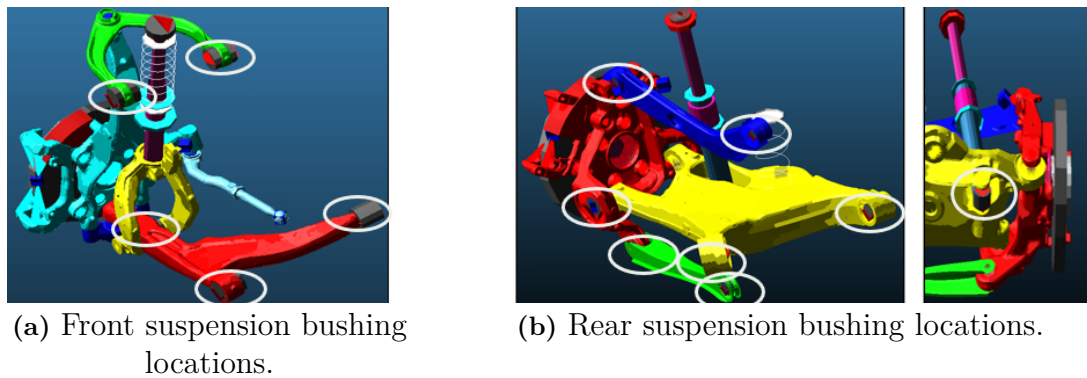 (a) Front suspension bushing
locations.
(b) Rear suspension bushing locations.